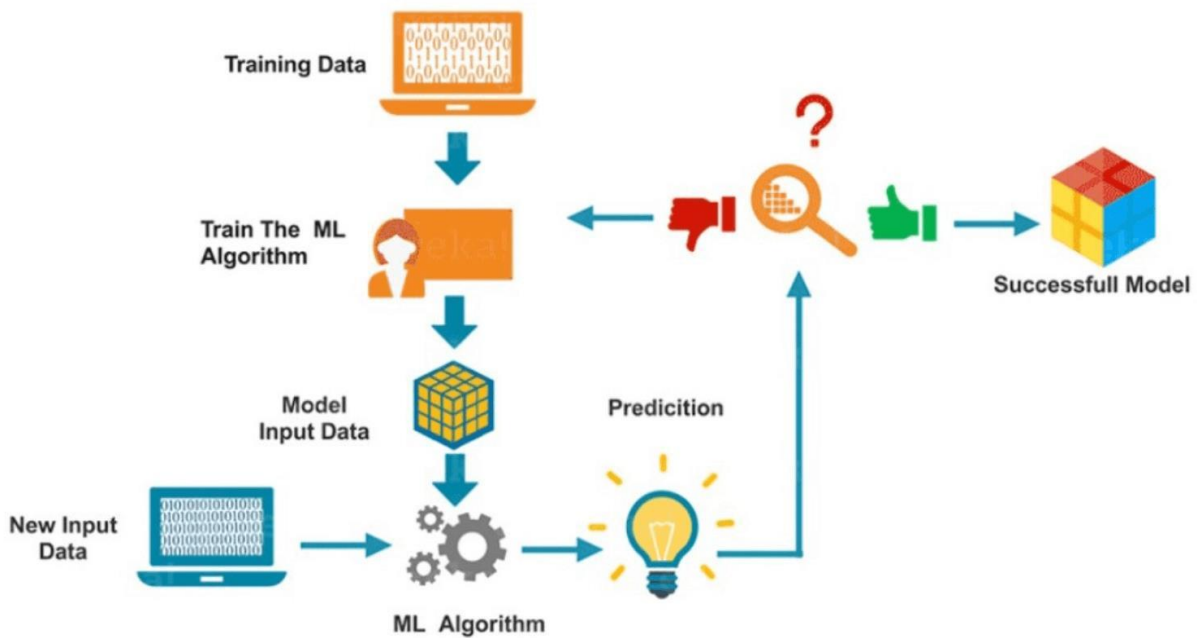 Training Data
?
Train The ML
Algorithm
Successfull Model
Model
Input Data
Predicition
New Input
Data
ML Algorithm